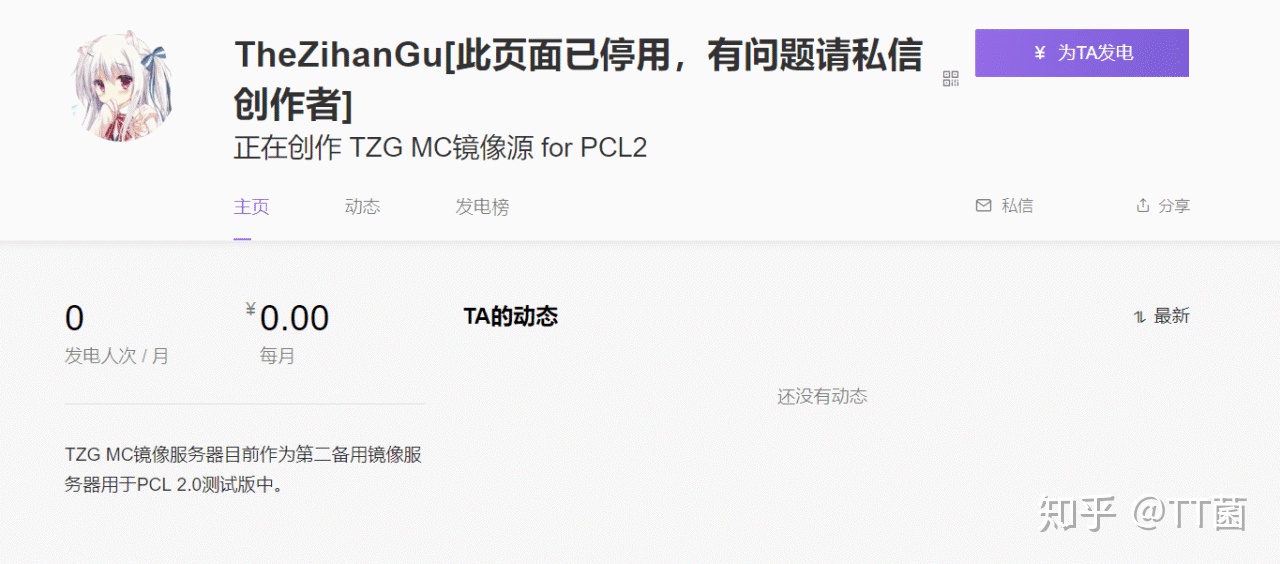 TheZihanGu[此页面已停用，有问题请私信
创作者]
¥ 为TA发电
正在创作 TZG MC镜像源 for PCL2
主页
动态
发电榜
私信
分享
0
¥0.00
发电人次 / 月
每月
TA的动态
最新
还没有动态
TZG MC镜像服务器目前作为第二备用镜像服
务器用于PCL 2.0测试版中。
知乎 @TT菌